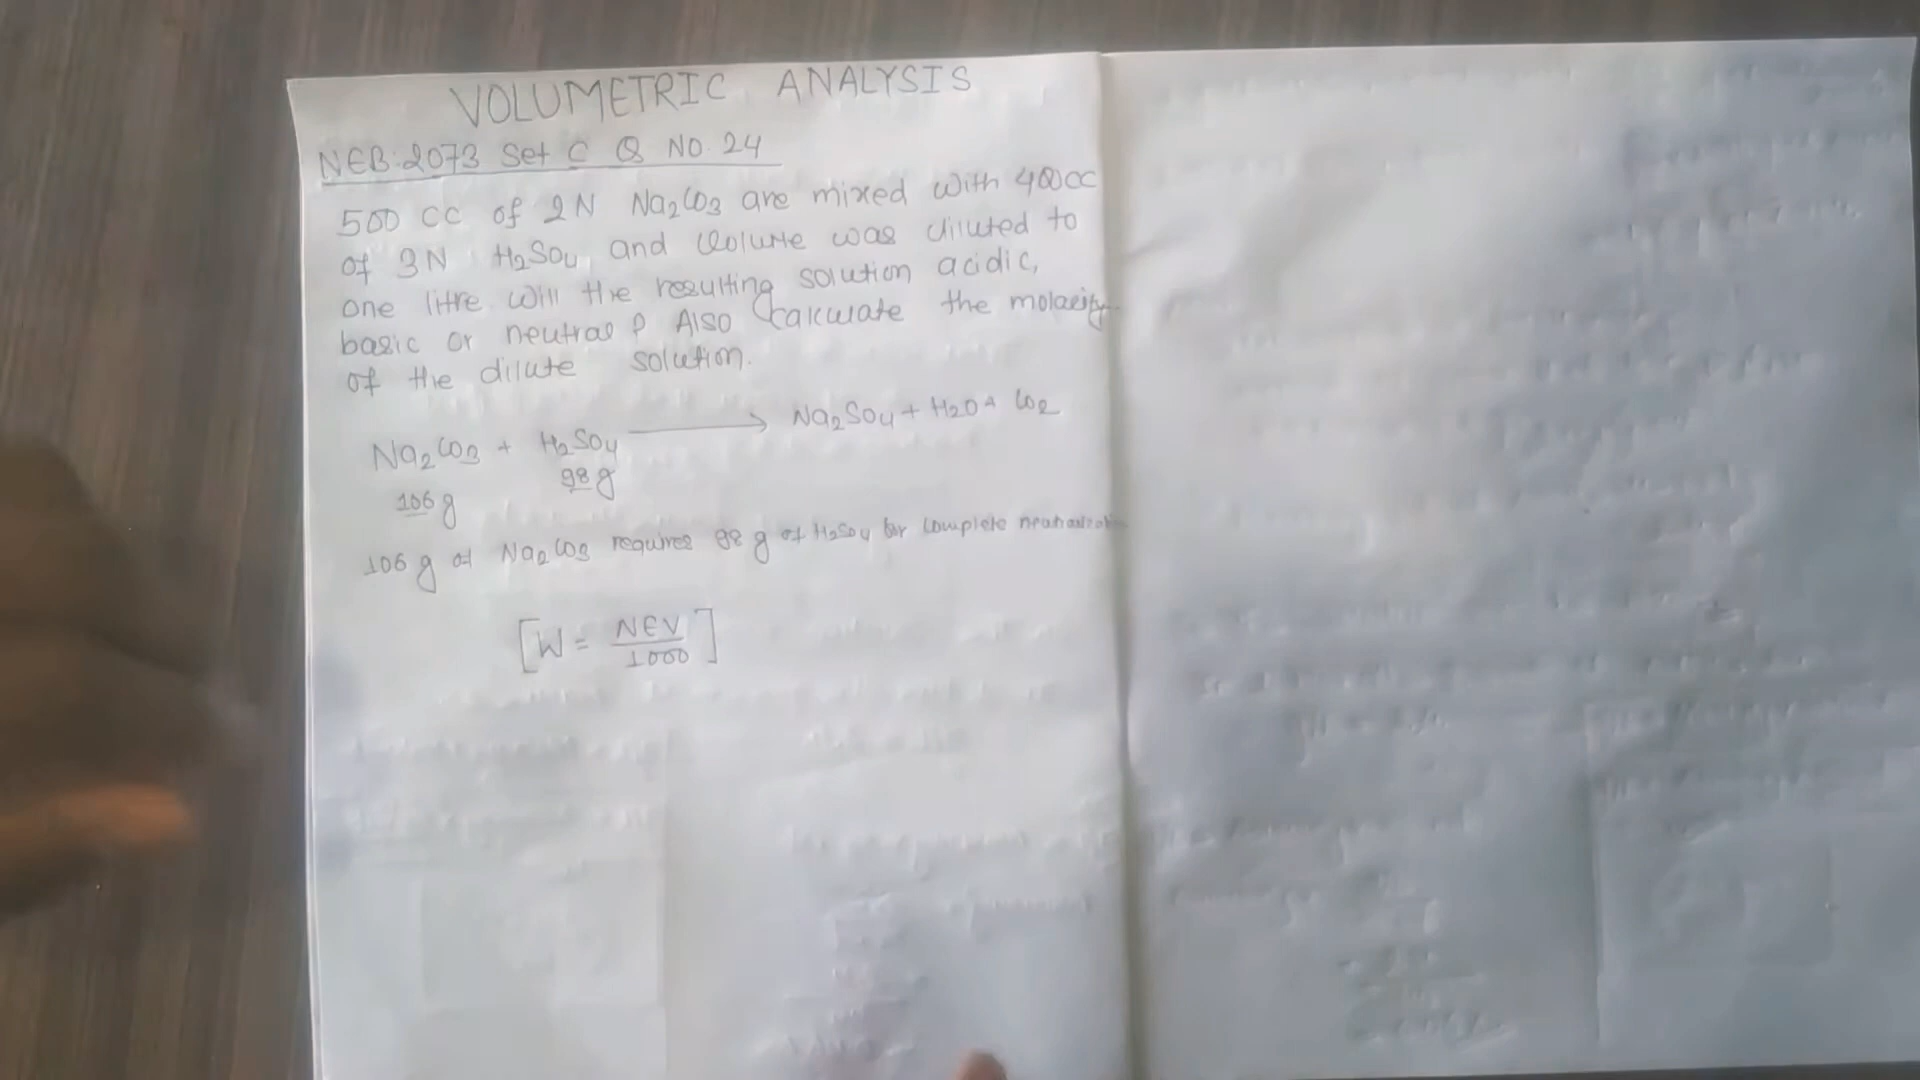 VOLUMETRIC ANALYSIS
NEB:2073 Set C Q NO. 24
500 CC of 2N Na2CO3 are mixed with 400CC
of 3N H2SO4 and Volume was diluted to
one litre. Will the resulting solution acidic,
basic or neutral ? Also Calculate the molarity
of the dilute solution.
Na2CO3 + H2SO4 → Na2SO4 + H2O + CO2
106 g 98 g
106 g of Na2CO3 requires 98 g of H2SO4 for complete
[W = NEV/1000]